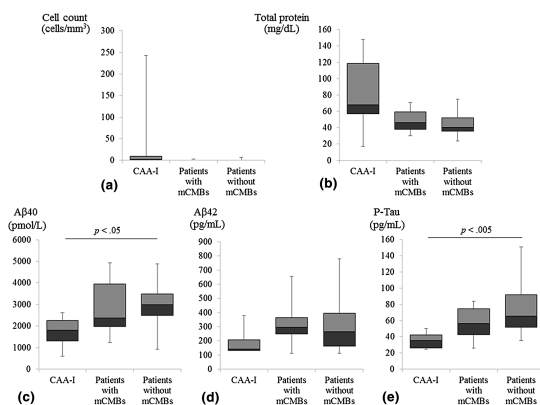 Cell count
(cells/mm³)
300
250
200
150
100
50
0
CAA-I
Patients with mCMBs
Patients without mCMBs
(a)
Total protein
(mg/dL)
160
140
120
100
80
60
40
20
0
CAA-I
Patients with mCMBs
Patients without mCMBs
(b)
Aβ40
(pmol/L)
p < .05
6000
5000
4000
3000
2000
1000
0
CAA-I
Patients with mCMBs
Patients without mCMBs
(c)
Aβ42
(pg/mL)
900
800
700
600
500
400
300
200
100
0
CAA-I
Patients with mCMBs
Patients without mCMBs
(d)
P-Tau
(pg/mL)
p < .005
160
140
120
100
80
60
40
20
0
CAA-I
Patients with mCMBs
Patients without mCMBs
(e)